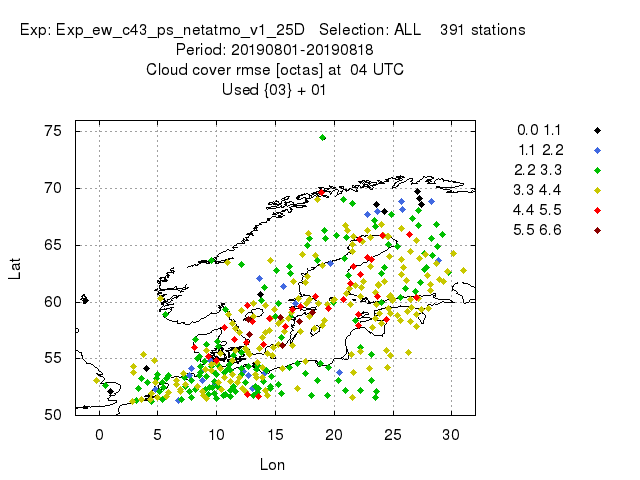 Exp: Exp_ew_c43_ps_netatmo_v1_25D   Selection: ALL    391 stations
Period: 20190801-20190818
Cloud cover rmse [octas] at  04 UTC
Used {03} + 01
0.0 1.1
1.1 2.2
2.2 3.3
3.3 4.4
4.4 5.5
5.5 6.6
75
70
65
60
55
50
Lat
0 5 10 15 20 25 30
Lon